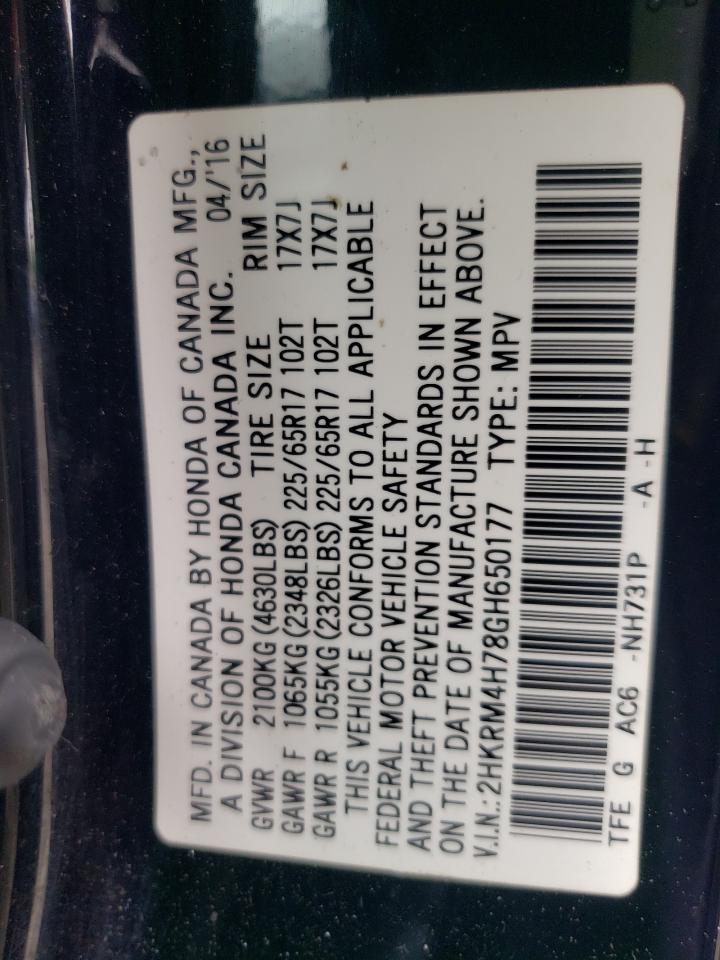 MFD. IN CANADA BY HONDA OF CANADA MFG.,
A DIVISION OF HONDA CANADA INC. 04/'16
GVWR 2100KG(4630LBS) TIRE SIZE RIM SIZE
GAWR F 1065KG(2348LBS) 225/65R17 102T 17X7J
GAWR R 1055KG(2326LBS) 225/65R17 102T 17X7J
THIS VEHICLE CONFORMS TO ALL APPLICABLE
FEDERAL MOTOR VEHICLE SAFETY
AND THEFT PREVENTION STANDARDS IN EFFECT
ON THE DATE OF MANUFACTURE SHOWN ABOVE.
V.I.N.:2HKRM4H78GH650177 TYPE: MPV
TFE G AC6 -NH731P -A -H